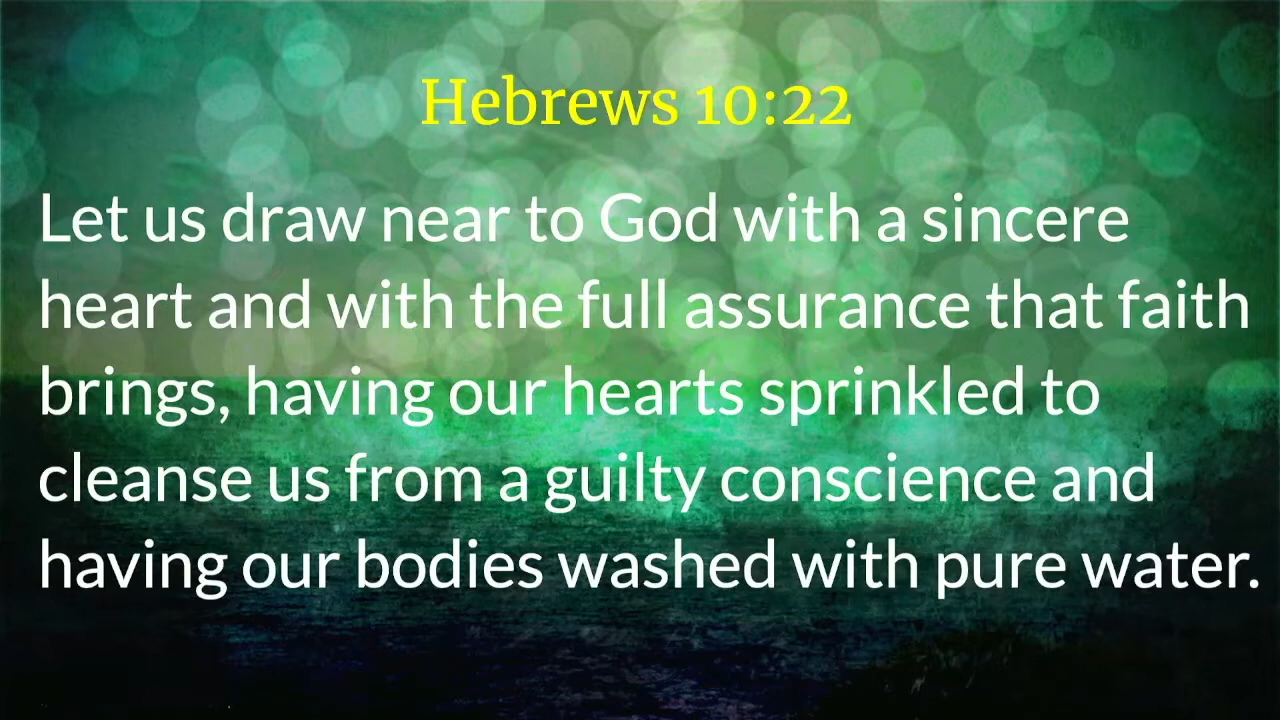 Hebrews 10:22
Let us draw near to God with a sincere
heart and with the full assurance that faith
brings, having our hearts sprinkled to
cleanse us from a guilty conscience and
having our bodies washed with pure water.